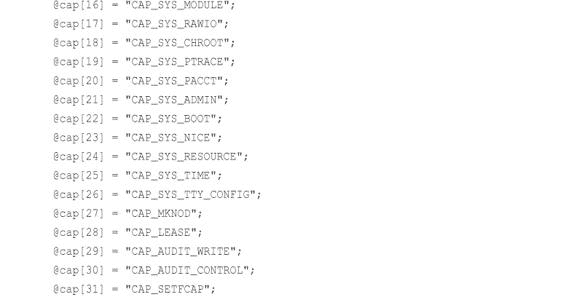 @cap[16] = "CAP_SYS_MODULE";
@cap[17] = "CAP_SYS_RAWIO";
@cap[18] = "CAP_SYS_CHROOT";
@cap[19] = "CAP_SYS_PTRACE";
@cap[20] = "CAP_SYS_PACCT";
@cap[21] = "CAP_SYS_ADMIN";
@cap[22] = "CAP_SYS_BOOT";
@cap[23] = "CAP_SYS_NICE";
@cap[24] = "CAP_SYS_RESOURCE";
@cap[25] = "CAP_SYS_TIME";
@cap[26] = "CAP_SYS_TTY_CONFIG";
@cap[27] = "CAP_MKNOD";
@cap[28] = "CAP_LEASE";
@cap[29] = "CAP_AUDIT_WRITE";
@cap[30] = "CAP_AUDIT_CONTROL";
@cap[31] = "CAP_SETFCAP";